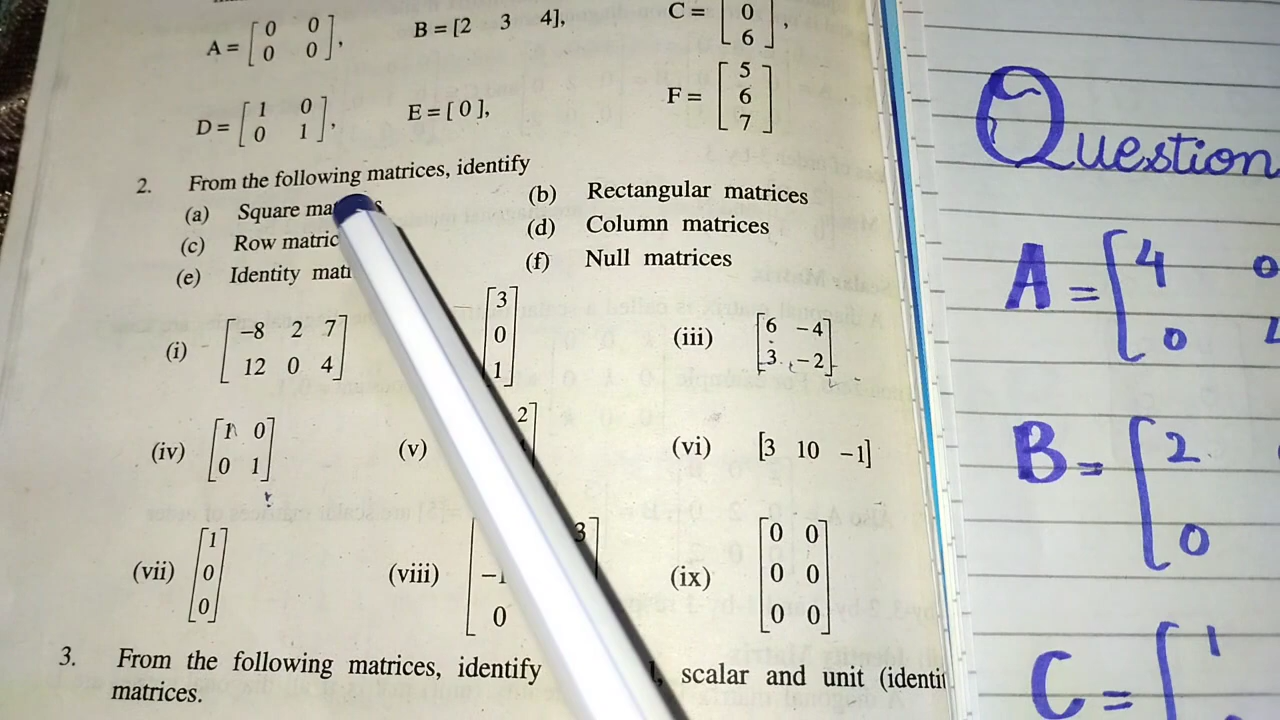 A = [0 0 0 0], B = [2 3 4], C = [0 6],
D = [1 0 0 1], E = [0], F = [5 6 7]
2. From the following matrices, identify
(a) Square (b) Rectangular matrices
(c) Row (d) Column matrices
(e) Identity (f) Null matrices
(i) [-8 2 7 12 0 4] [3 0 1] (iii) [6 -4 3 -2]
(iv) [1 0 0 1] (v) 2 (vi) [3 10 -1]
(vii) [1 0 0] (viii) 3 0 (ix) [0 0 0 0 0 0]
3. From the following matrices, identify scalar and unit
matrices.
Question
A = [4 0 0
B = [2 0
C = [1